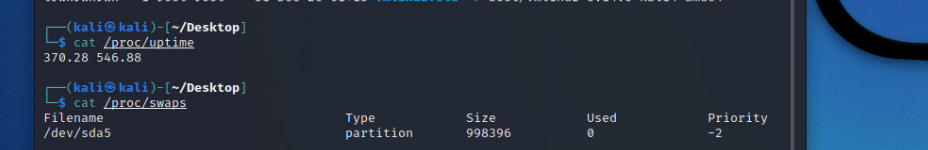 ┌──(kali㉿kali)-[~/Desktop]
└─$ cat /proc/uptime
370.28 546.88
┌──(kali㉿kali)-[~/Desktop]
└─$ cat /proc/swaps
Filename Type Size Used Priority
/dev/sda5 partition 998396 0 -2